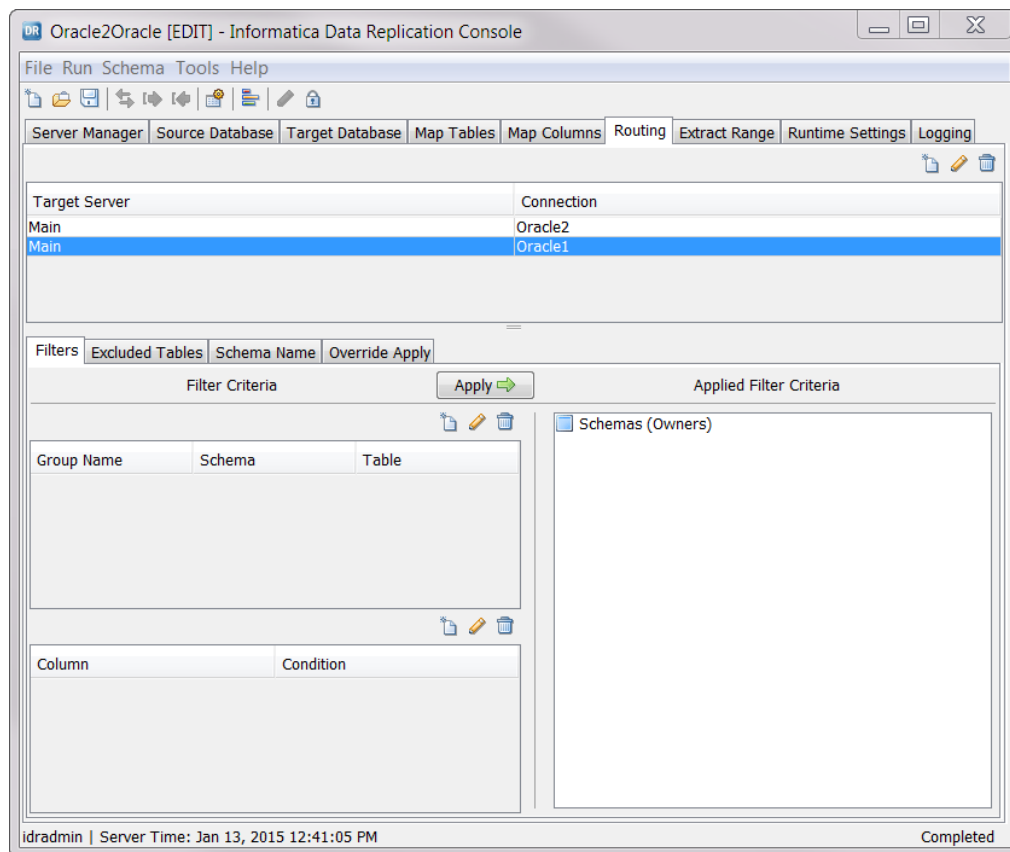 DR Oracle2Oracle [EDIT] - Informatica Data Replication Console
File Run Schema Tools Help
Server Manager Source Database Target Database Map Tables Map Columns Routing Extract Range Runtime Settings Logging
Target Server Connection
Main Oracle2
Main Oracle1
Filters Excluded Tables Schema Name Override Apply
Filter Criteria Apply Applied Filter Criteria
Schemas (Owners)
Group Name Schema Table
Column Condition
idradmin | Server Time: Jan 13, 2015 12:41:05 PM Completed